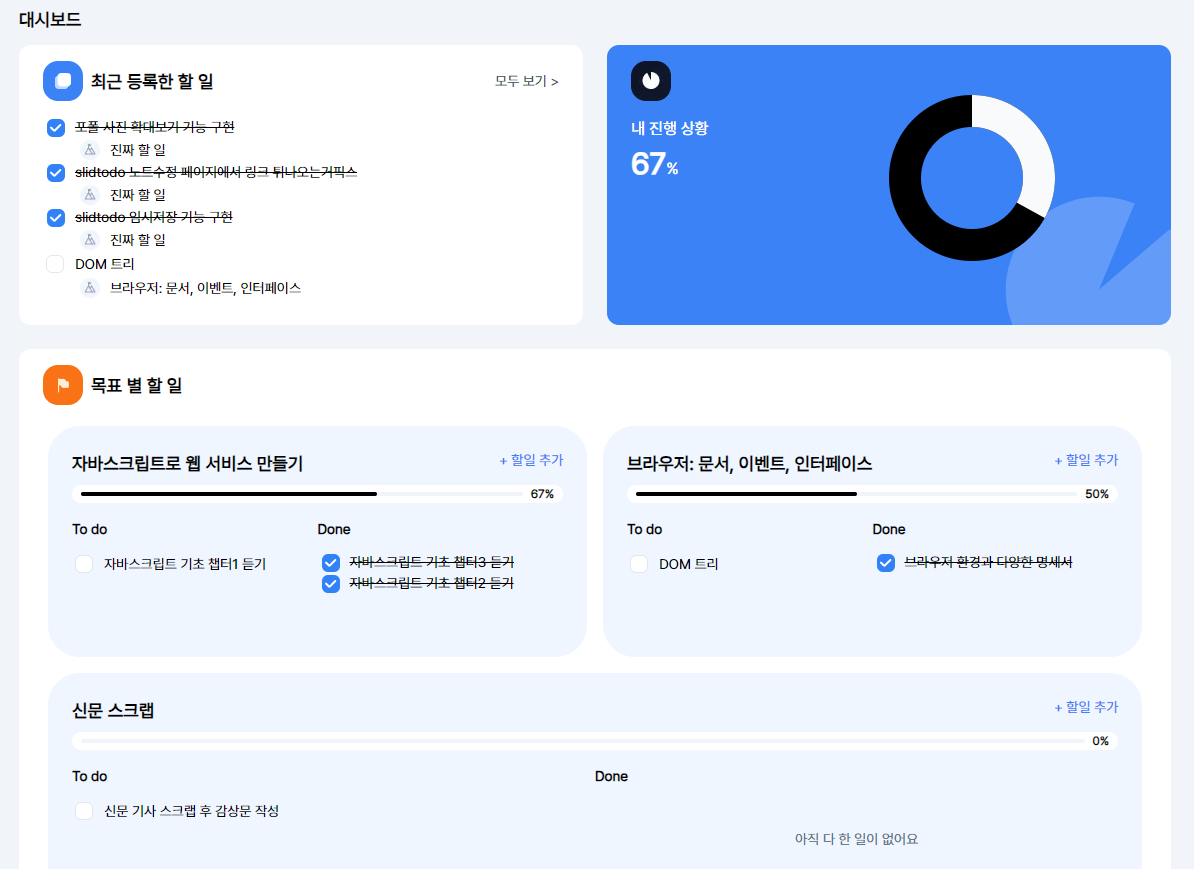 대시보드
최근 등록한 할 일
모두 보기 >
포폴 사진 확대보기 기능 구현
진짜 할 일
slidtodo 노트수정 페이지에서 링크 튀나오는거픽스
진짜 할 일
slidtodo 임시저장 기능 구현
진짜 할 일
DOM 트리
브라우저: 문서, 이벤트, 인터페이스
내 진행 상황
67%
목표 별 할 일
자바스크립트로 웹 서비스 만들기
+ 할일 추가
67%
To do
Done
자바스크립트 기초 챕터1 듣기
자바스크립트 기초 챕터3 듣기
자바스크립트 기초 챕터2 듣기
브라우저: 문서, 이벤트, 인터페이스
+ 할일 추가
50%
To do
Done
DOM 트리
브라우저 환경과 다양한 명세서
신문 스크랩
+ 할일 추가
0%
To do
Done
신문 기사 스크랩 후 감상문 작성
아직 다 한 일이 없어요